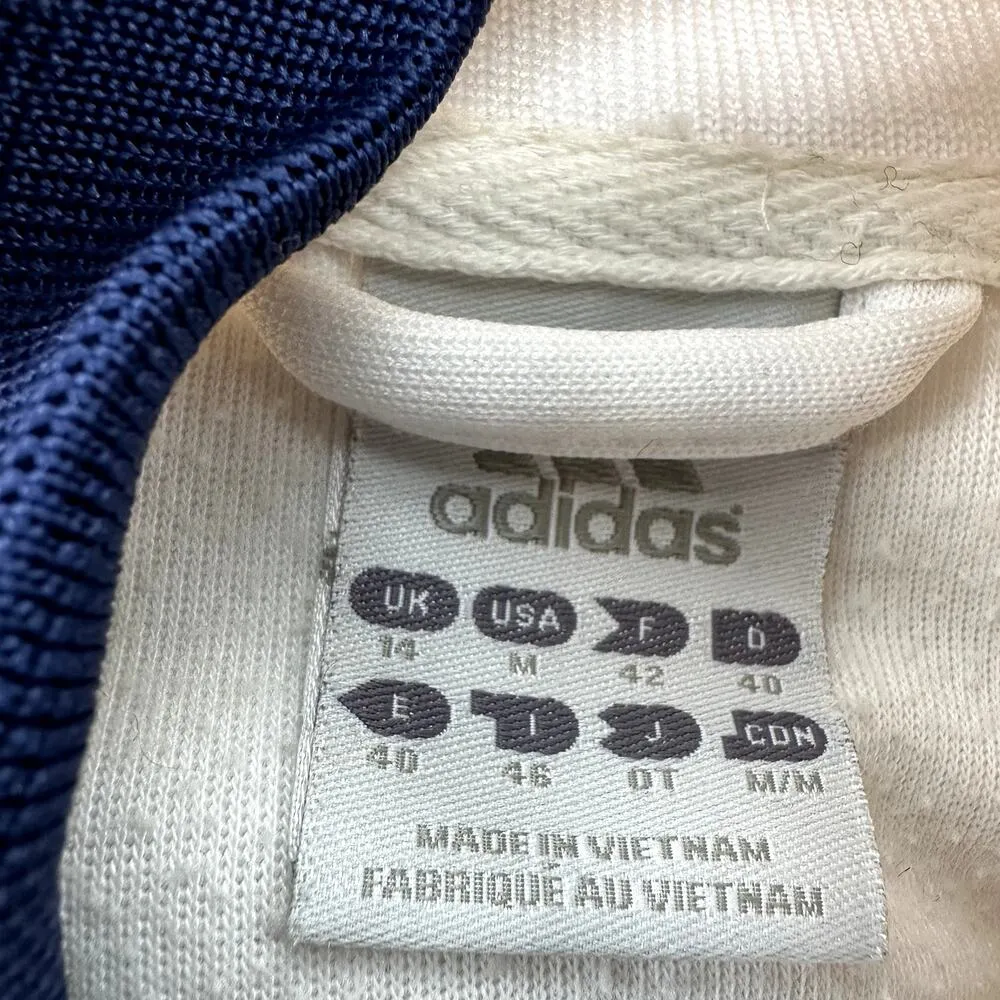 adidas
UK USA F D
14 M 42 40
E I J CDN
40 46 OT M/M
MADE IN VIETNAM
FABRIQUÉ AU VIETNAM